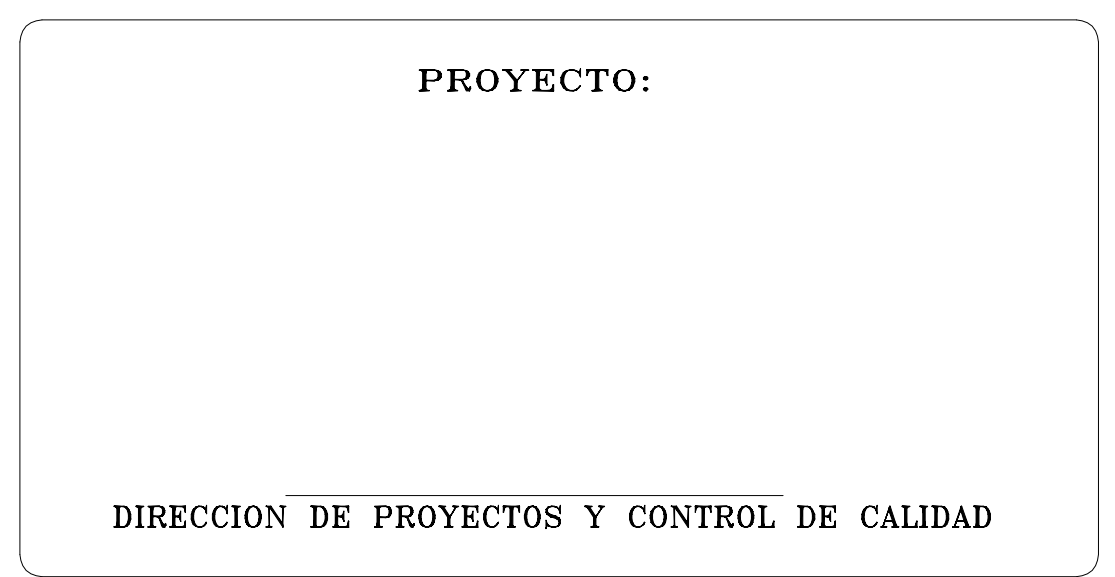 PROYECTO:
DIRECCION DE PROYECTOS Y CONTROL DE CALIDAD